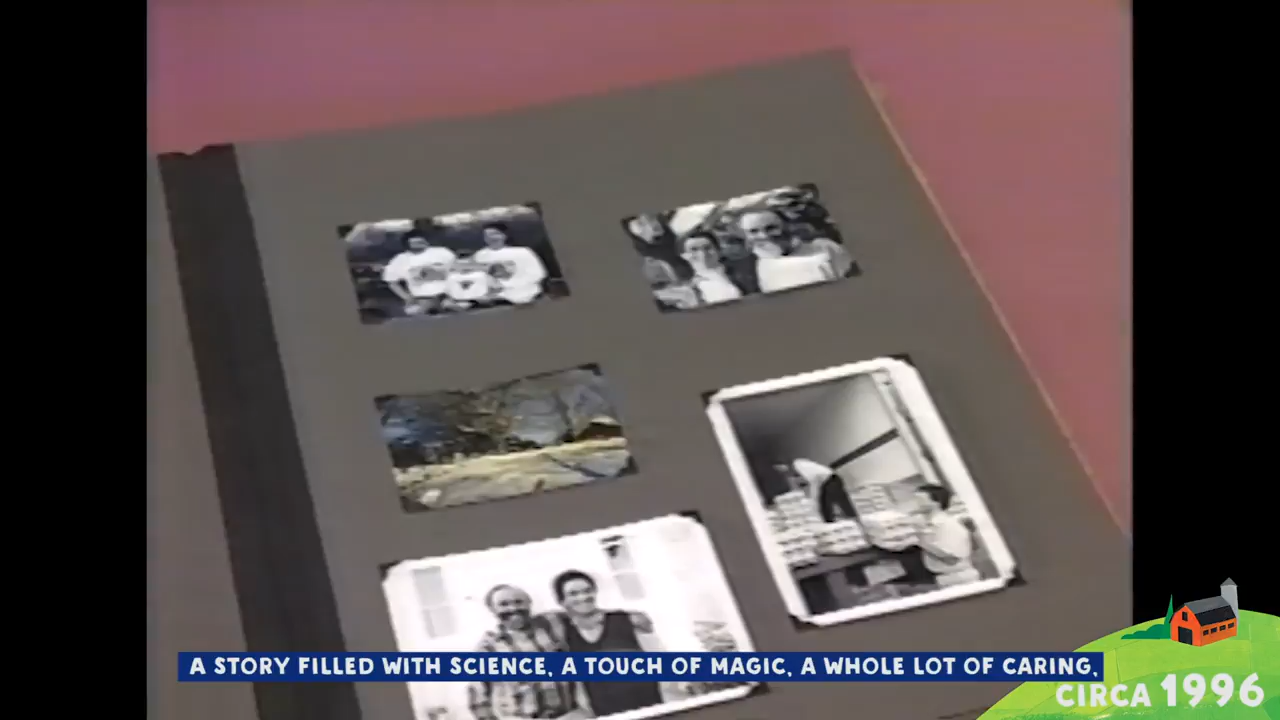 A STORY FILLED WITH SCIENCE, A TOUCH OF MAGIC, A WHOLE LOT OF CARING,
CIRCA 1996